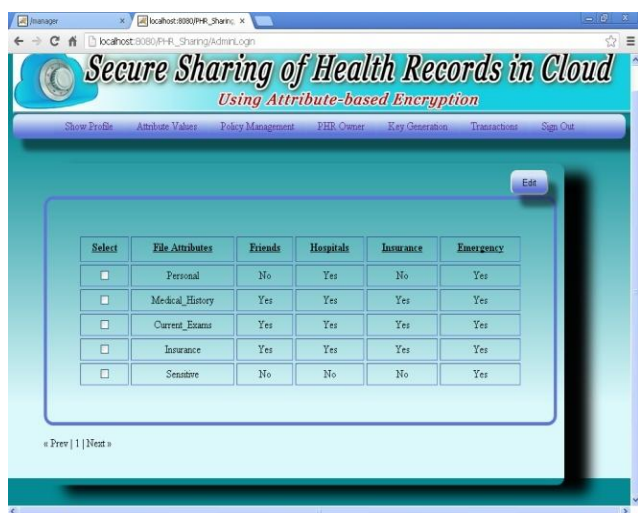 /manager
localhost:8080/PHR_Sharing
localhost:8080/PHR_Sharing/AdminLogin
Secure Sharing of Health Records in Cloud
Using Attribute-based Encryption
Show Profile Attribute Values Policy Management PHR Owner Key Generation Transactions Sign Out
Edit
Select File Attributes Friends Hospitals Insurance Emergency
Personal No Yes No Yes
Medical_History Yes Yes Yes Yes
Current_Exams Yes Yes Yes Yes
Insurance Yes Yes Yes Yes
Sensitive No No No Yes
« Prev | 1 | Next »